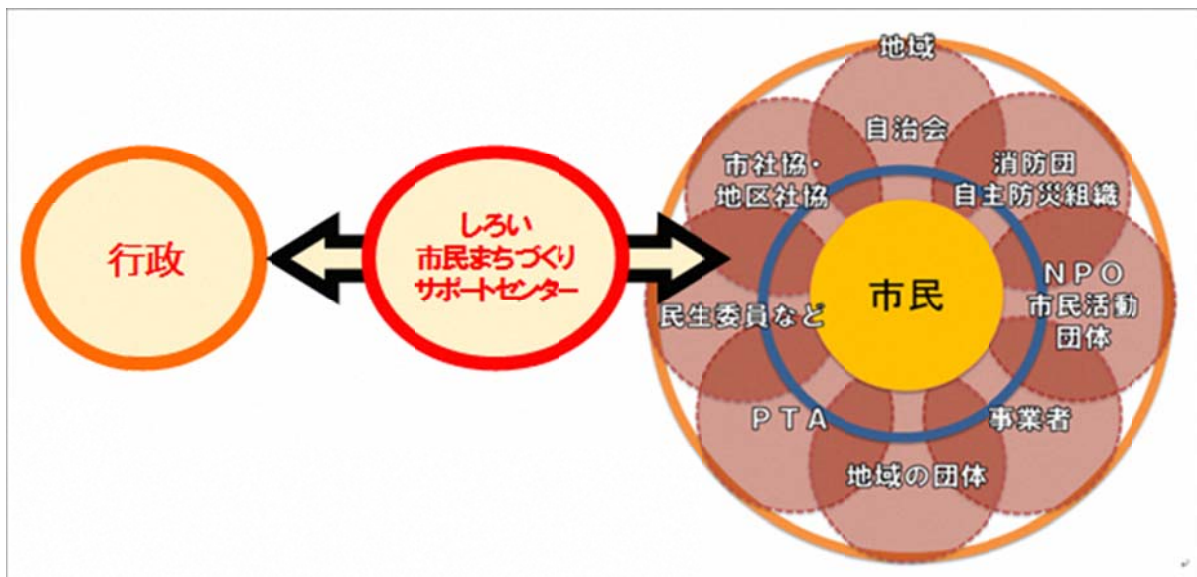 行政
しろい
市民まちづくり
サポートセンター
地域
自治会
市社協・
地区社協
消防団
自主防災組織
市民
民生委員など
NPO
市民活動
団体
PTA
事業者
地域の団体